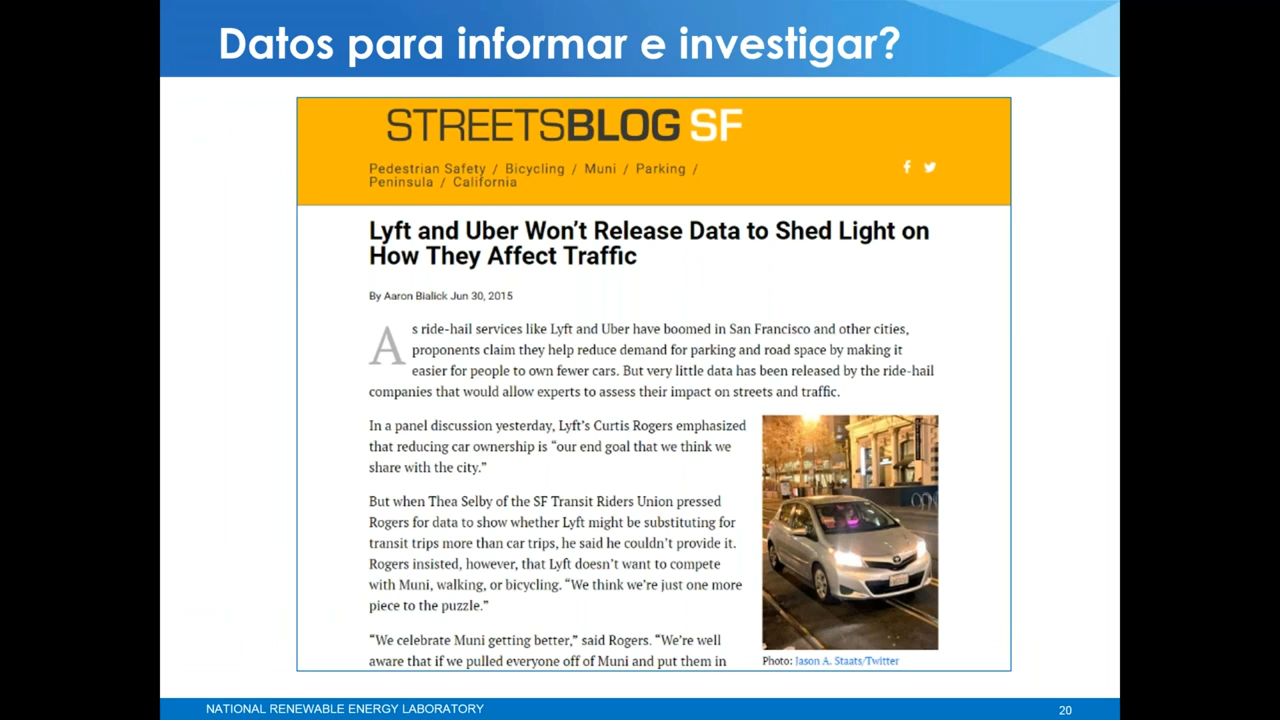 Datos para informar e investigar?
STREETSBLOG SF
Pedestrian Safety / Bicycling / Muni / Parking /
Peninsula / California
Lyft and Uber Won’t Release Data to Shed Light on
How They Affect Traffic
By Aaron Bialick Jun 30, 2015
As ride-hail services like Lyft and Uber have boomed in San Francisco and other cities,
proponents claim they help reduce demand for parking and road space by making it
easier for people to own fewer cars. But very little data has been released by the ride-hail
companies that would allow experts to assess their impact on streets and traffic.
In a panel discussion yesterday, Lyft’s Curtis Rogers emphasized
that reducing car ownership is “our end goal that we think we
share with the city.”
But when Thea Selby of the SF Transit Riders Union pressed
Rogers for data to show whether Lyft might be substituting for
transit trips more than car trips, he said he couldn’t provide it.
Rogers insisted, however, that Lyft doesn’t want to compete
with Muni, walking, or bicycling. “We think we’re just one more
piece to the puzzle.”
“We celebrate Muni getting better,” said Rogers. “We’re well
aware that if we pulled everyone off of Muni and put them in
Photo: Jason A. Staats/Twitter
NATIONAL RENEWABLE ENERGY LABORATORY
20